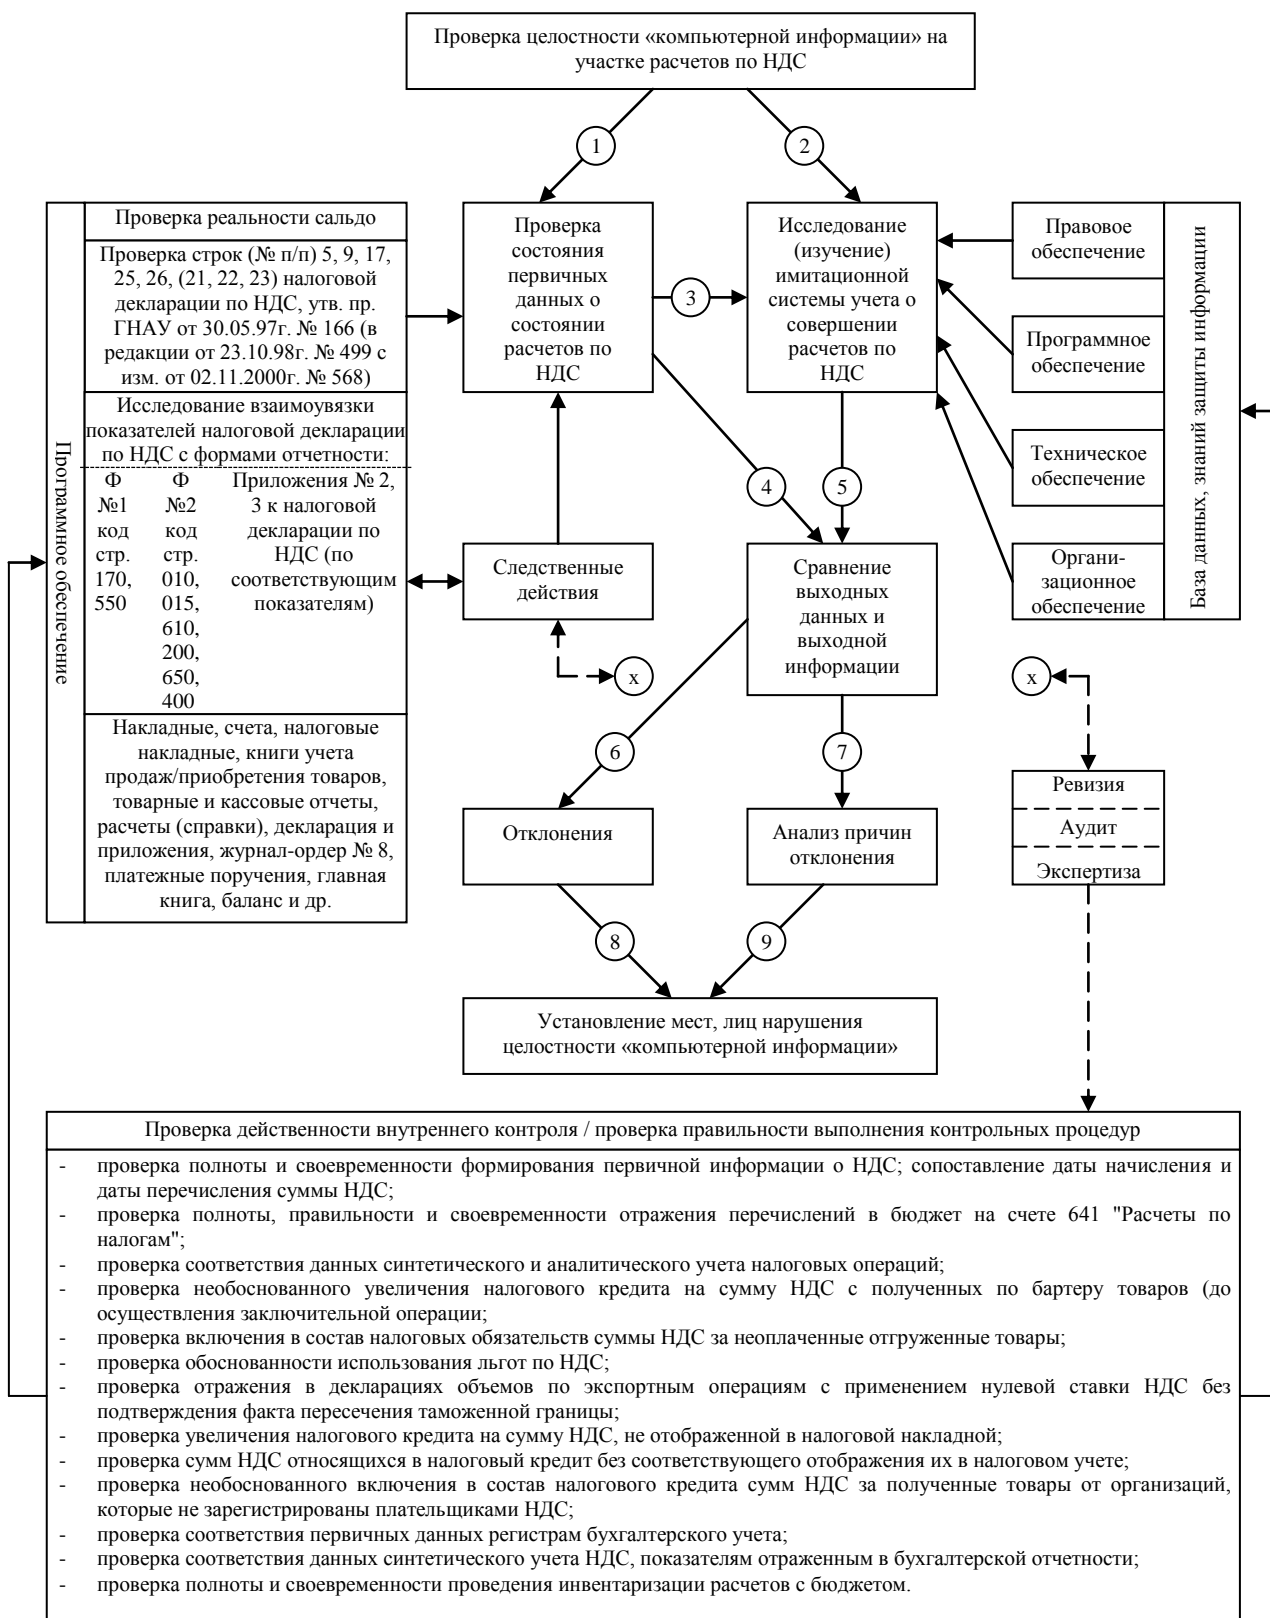 Проверка целостности «компьютерной информации» на
участке расчетов по НДС
1
2
Программное обеспечение
Проверка реальности сальдо
Проверка строк (№ п/п) 5, 9, 17,
25, 26, (21, 22, 23) налоговой
декларации по НДС, утв. пр.
ГНАУ от 30.05.97г. № 166 (в
редакции от 23.10.98г. № 499 с
изм. от 02.11.2000г. № 568)
Исследование взаимоувязки
показателей налоговой декларации
по НДС с формами отчетности:
Ф
№1
код
стр.
170,
550
Ф
№2
код
стр.
010,
015,
610,
200,
650,
400
Приложения № 2,
3 к налоговой
декларации по
НДС (по
соответствующим
показателям)
Накладные, счета, налоговые
накладные, книги учета
продаж/приобретения товаров,
товарные и кассовые отчеты,
расчеты (справки), декларация и
приложения, журнал-ордер № 8,
платежные поручения, главная
книга, баланс и др.
Проверка
состояния
первичных
данных о
состоянии
расчетов по
НДС
3
Исследование
(изучение)
имитационной
системы учета о
совершении
расчетов по
НДС
Правовое
обеспечение
Программное
обеспечение
Техническое
обеспечение
Органи-
зационное
обеспечение
База данных, знаний защиты информации
4
5
Следственные
действия
х
Сравнение
выходных
данных и
выходной
информации
х
6
7
Отклонения
Анализ причин
отклонения
Ревизия
Аудит
Экспертиза
8
9
Установление мест, лиц нарушения
целостности «компьютерной информации»
Проверка действенности внутреннего контроля / проверка правильности выполнения контрольных процедур
- проверка полноты и своевременности формирования первичной информации о НДС; сопоставление даты начисления и
даты перечисления суммы НДС;
- проверка полноты, правильности и своевременности отражения перечислений в бюджет на счете 641 "Расчеты по
налогам";
- проверка соответствия данных синтетического и аналитического учета налоговых операций;
- проверка необоснованного увеличения налогового кредита на сумму НДС с полученных по бартеру товаров (до
осуществления заключительной операции;
- проверка включения в состав налоговых обязательств суммы НДС за неоплаченные отгруженные товары;
- проверка обоснованности использования льгот по НДС;
- проверка отражения в декларациях объемов по экспортным операциям с применением нулевой ставки НДС без
подтверждения факта пересечения таможенной границы;
- проверка увеличения налогового кредита на сумму НДС, не отображенной в налоговой накладной;
- проверка сумм НДС относящихся в налоговый кредит без соответствующего отображения их в налоговом учете;
- проверка необоснованного включения в состав налогового кредита сумм НДС за полученные товары от организаций,
которые не зарегистрированы плательщиками НДС;
- проверка соответствия первичных данных регистрам бухгалтерского учета;
- проверка соответствия данных синтетического учета НДС, показателям отраженным в бухгалтерской отчетности;
- проверка полноты и своевременности проведения инвентаризации расчетов с бюджетом.